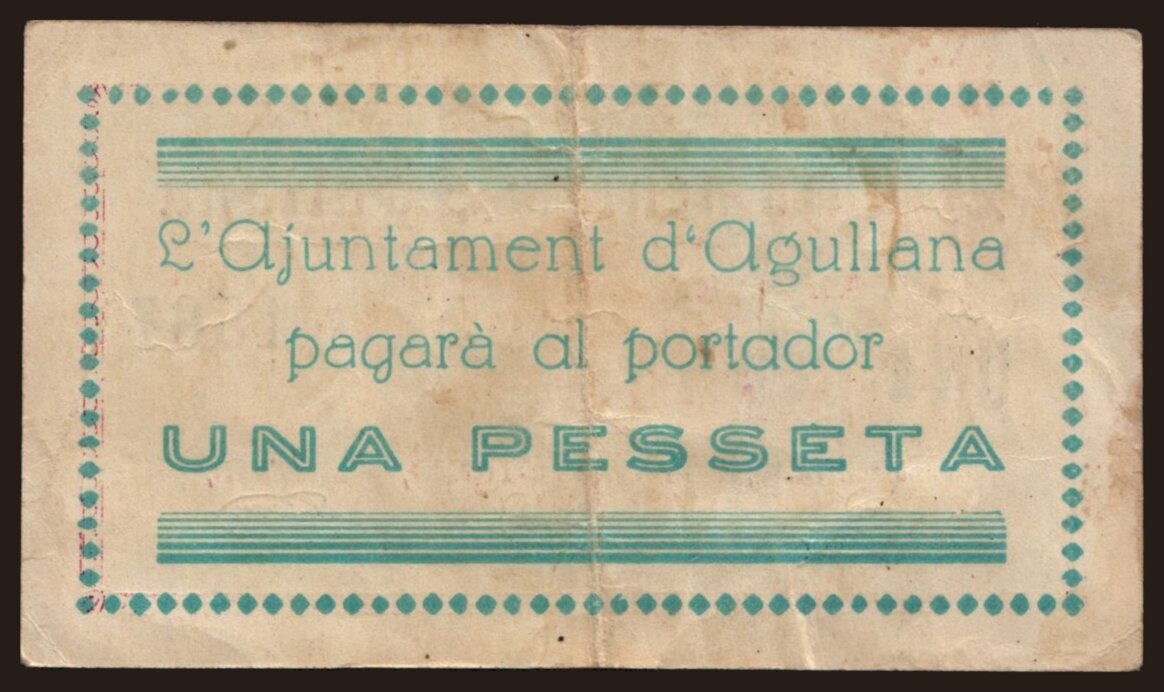 L'Ajuntament d‘Agullana
pagarà al portador
UNA PESSETA